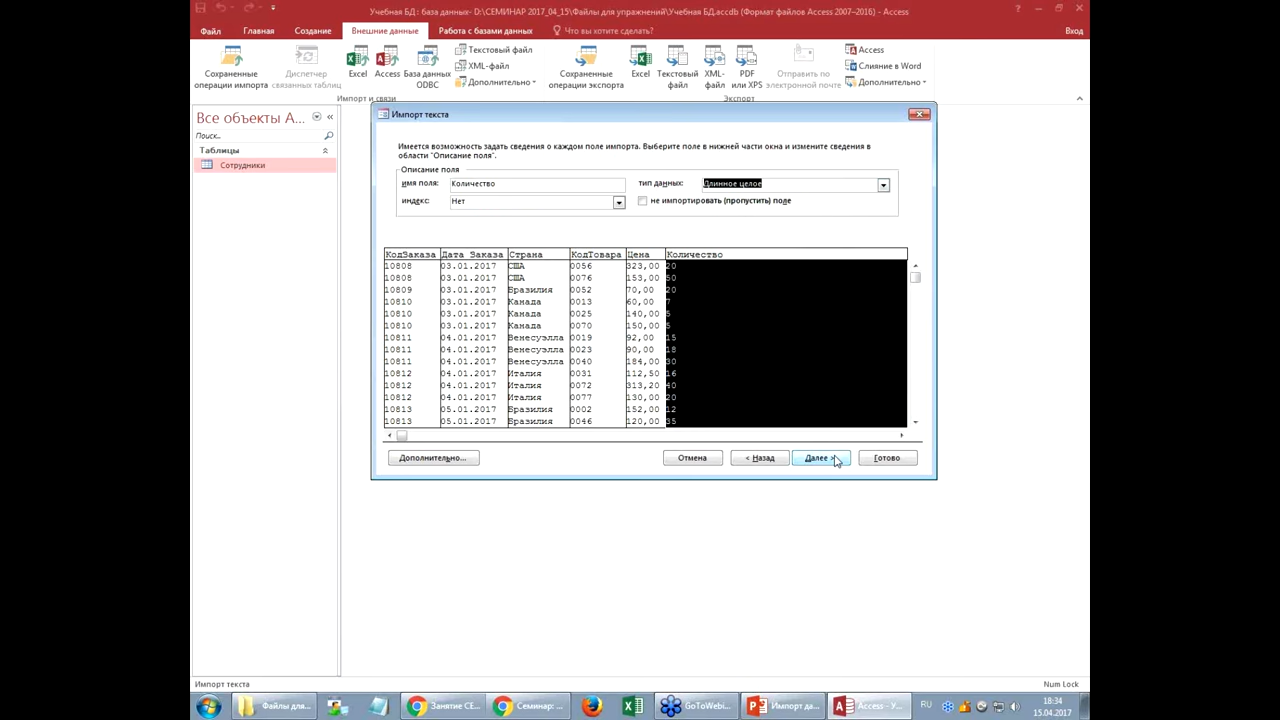 Учебная БД : база данных- D:\СЕМИНАР 2017_04_15\Файлы для упражнений\Учебная БД.accdb (Формат файлов Access 2007–2016) - Access
Файл Главная Создание Внешние данные Работа с базами данных Что вы хотите сделать? Вход
Сохраненные операции импорта
Диспетчер связанных таблиц
Excel
Access
База данных ODBC
Текстовый файл
XML-файл
Дополнительно
Импорт и связи
Сохраненные операции экспорта
Excel
Текстовый файл
XML-файл
PDF или XPS
Отправить по электронной почте
Access
Слияние в Word
Дополнительно
Экспорт
Все объекты A...
Поиск...
Таблицы
Сотрудники
Импорт текста
Имеется возможность задать сведения о каждом поле импорта. Выберите поле в нижней части окна и измените сведения в
области "Описание поля".
Описание поля
имя поля: Количество тип данных: Длинное целое
индекс: Нет не импортировать (пропустить) поле
КодЗаказа Дата Заказа Страна КодТовара Цена Количество
10808 03.01.2017 США 0056 323,00 20
10808 03.01.2017 США 0076 153,00 50
10809 03.01.2017 Бразилия 0052 70,00 20
10810 03.01.2017 Канада 0013 60,00 7
10810 03.01.2017 Канада 0025 140,00 5
10810 03.01.2017 Канада 0070 150,00 5
10811 04.01.2017 Венесуэлла 0019 92,00 15
10811 04.01.2017 Венесуэлла 0023 90,00 18
10811 04.01.2017 Венесуэлла 0040 184,00 30
10812 04.01.2017 Италия 0031 112,50 16
10812 04.01.2017 Италия 0072 313,20 40
10812 04.01.2017 Италия 0077 130,00 20
10813 05.01.2017 Бразилия 0002 152,00 12
10813 05.01.2017 Бразилия 0046 120,00 35
Дополнительно... Отмена < Назад Далее > Готово
Импорт текста Num Lock
Файлы для... Занятие СЕ... Семинар: ... GoToWebi... Импорт да... Access - У... RU 18:34
15.04.2017